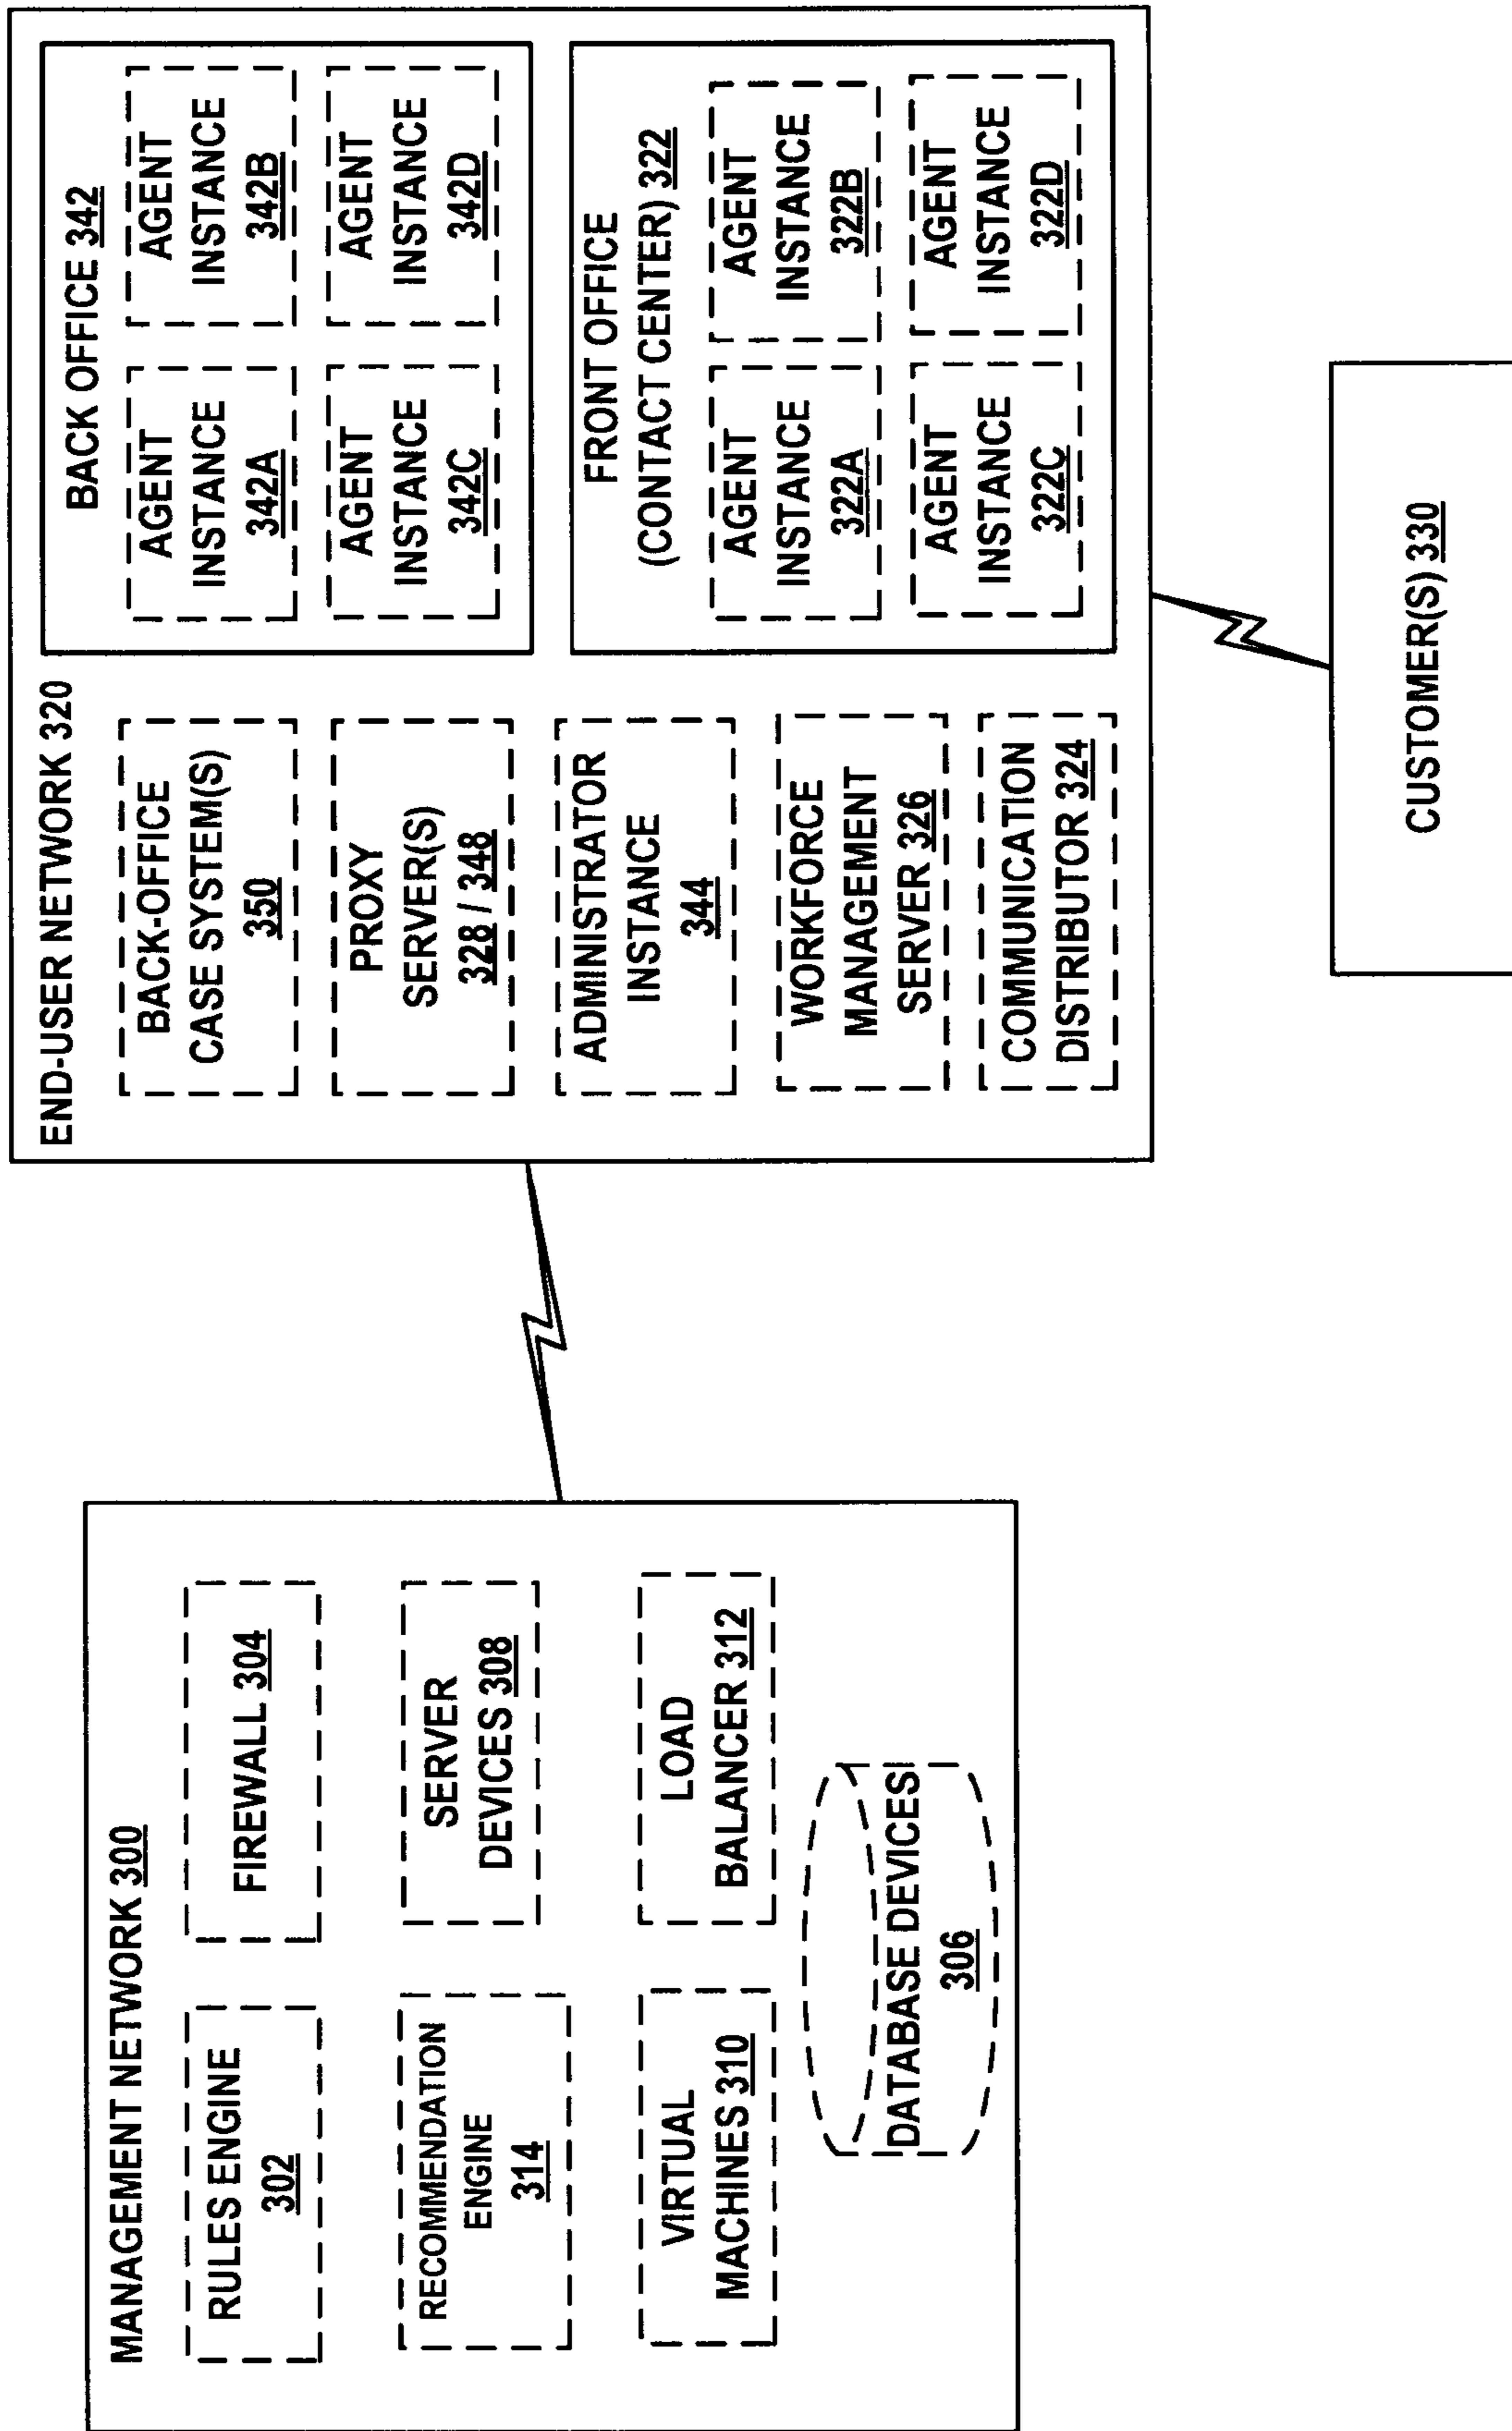 MANAGEMENT NETWORK 300
RULES ENGINE
302
FIREWALL 304
RECOMMENDATION
ENGINE
314
SERVER
DEVICES 308
VIRTUAL
MACHINES 310
LOAD
BALANCER 312
DATABASE DEVICES
306
END-USER NETWORK 320
BACK-OFFICE
CASE SYSTEM(S)
350
PROXY
SERVER(S)
328 / 348
ADMINISTRATOR
INSTANCE
344
WORKFORCE
MANAGEMENT
SERVER 326
COMMUNICATION
DISTRIBUTOR 324
BACK OFFICE 342
AGENT
INSTANCE
342A
AGENT
INSTANCE
342B
AGENT
INSTANCE
342C
AGENT
INSTANCE
342D
FRONT OFFICE
(CONTACT CENTER) 322
AGENT
INSTANCE
322A
AGENT
INSTANCE
322B
AGENT
INSTANCE
322C
AGENT
INSTANCE
322D
CUSTOMER(S) 330